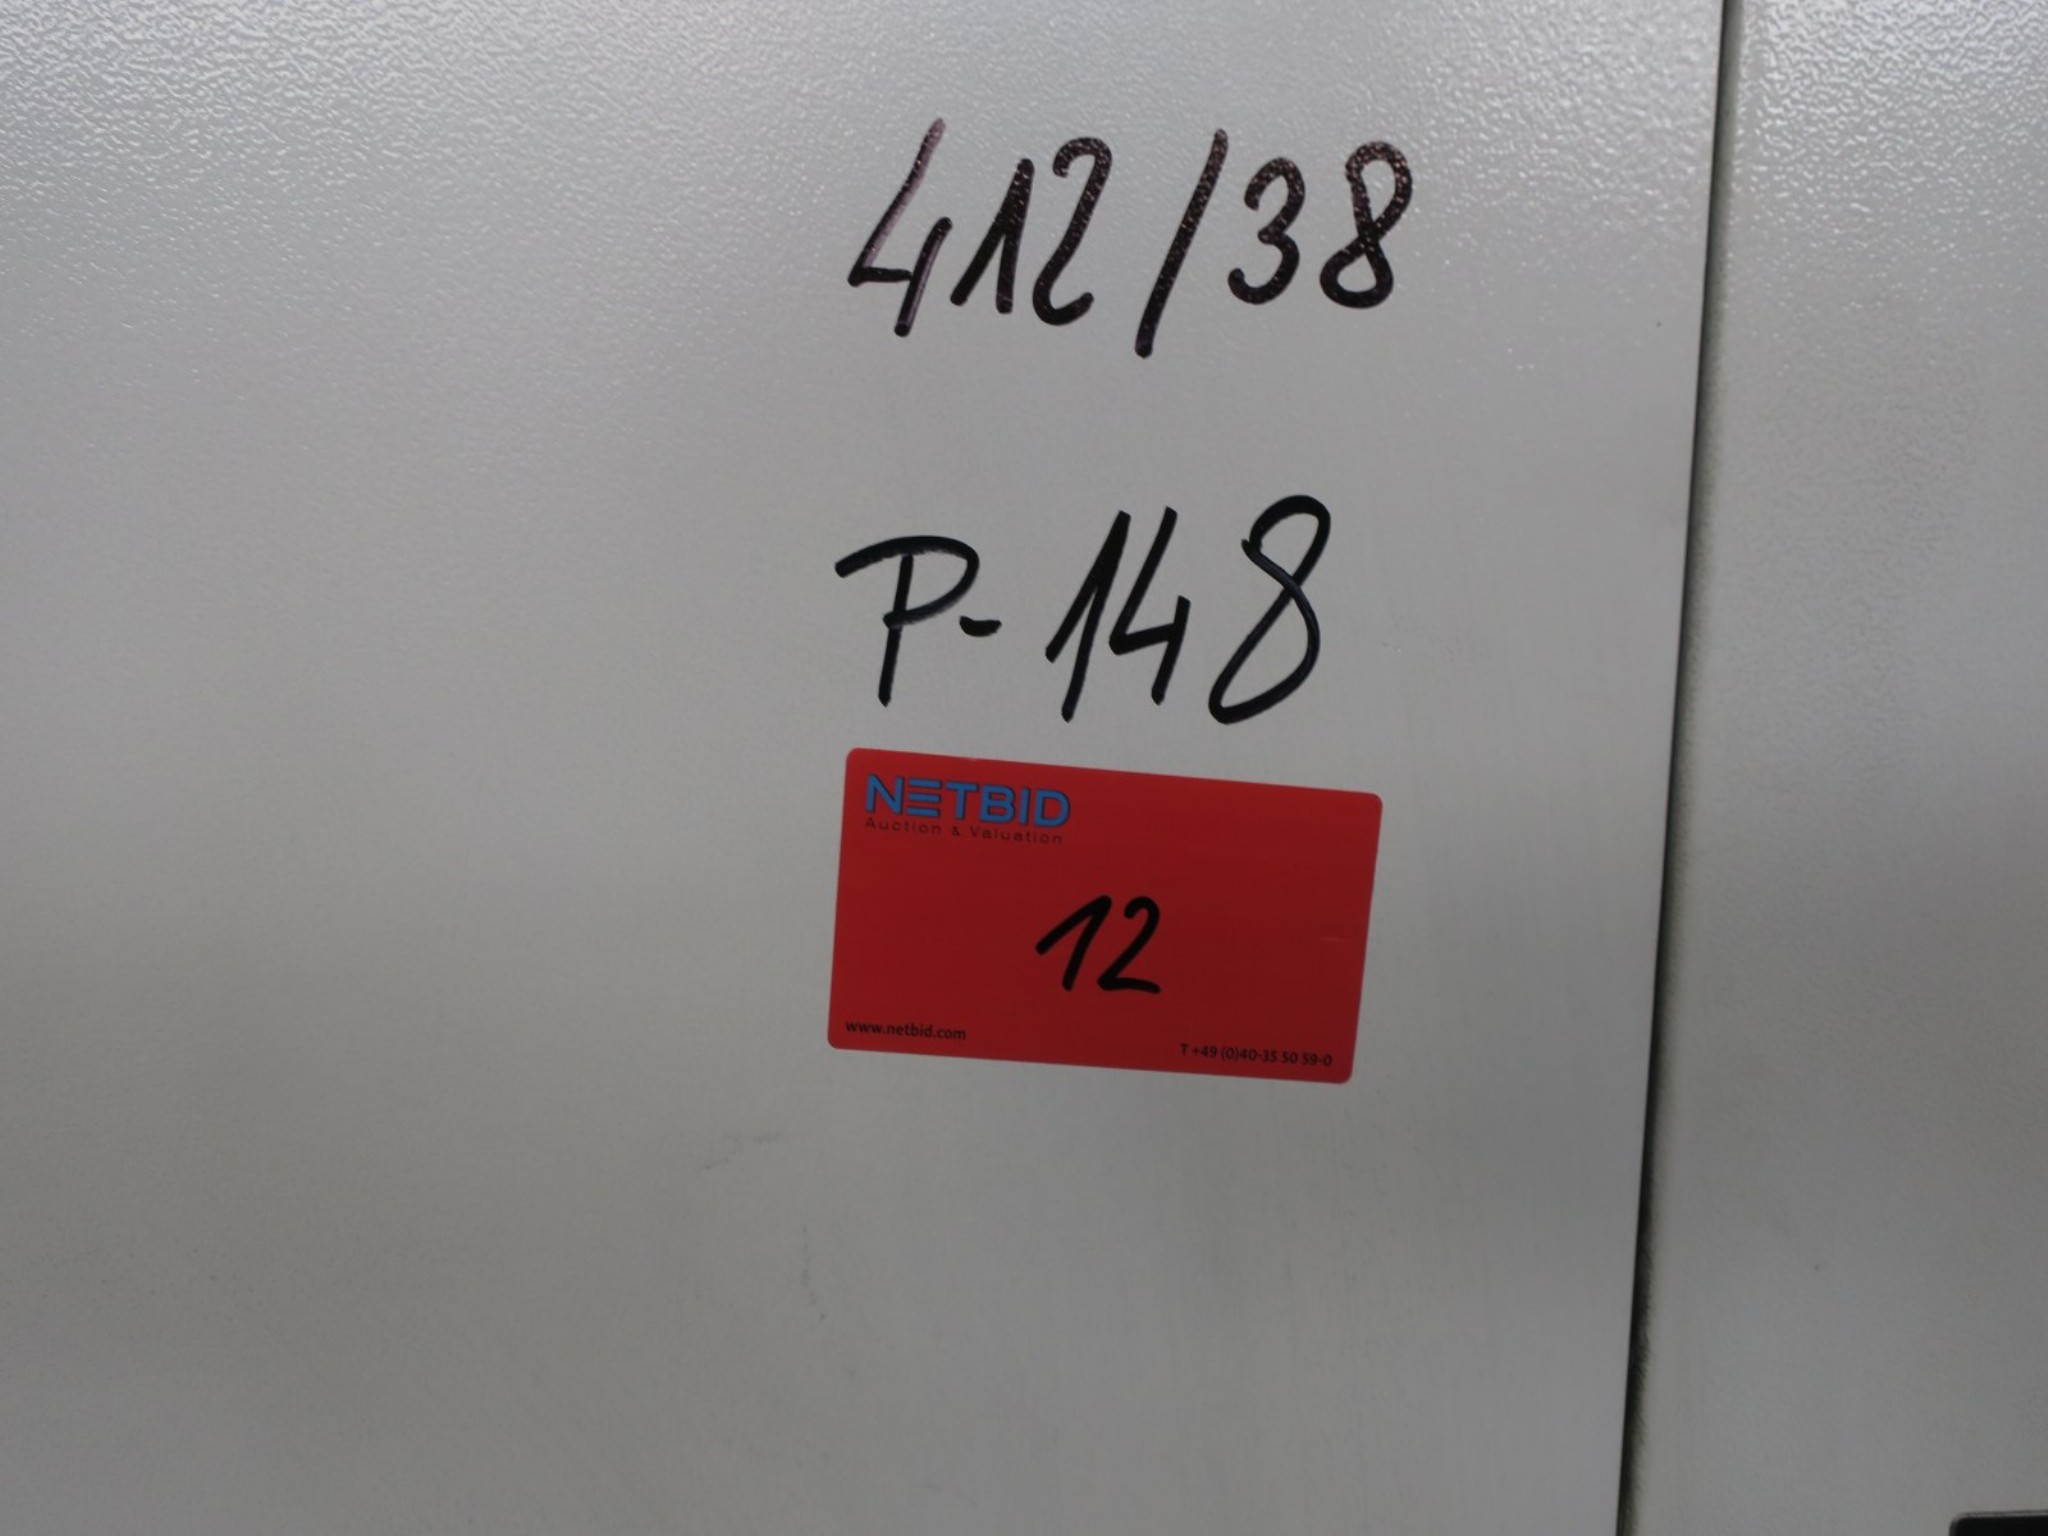 412/38
P-148
NETBID
Auction & Valuation
12
www.netbid.com
T +49 (0)40-35 50 59-0